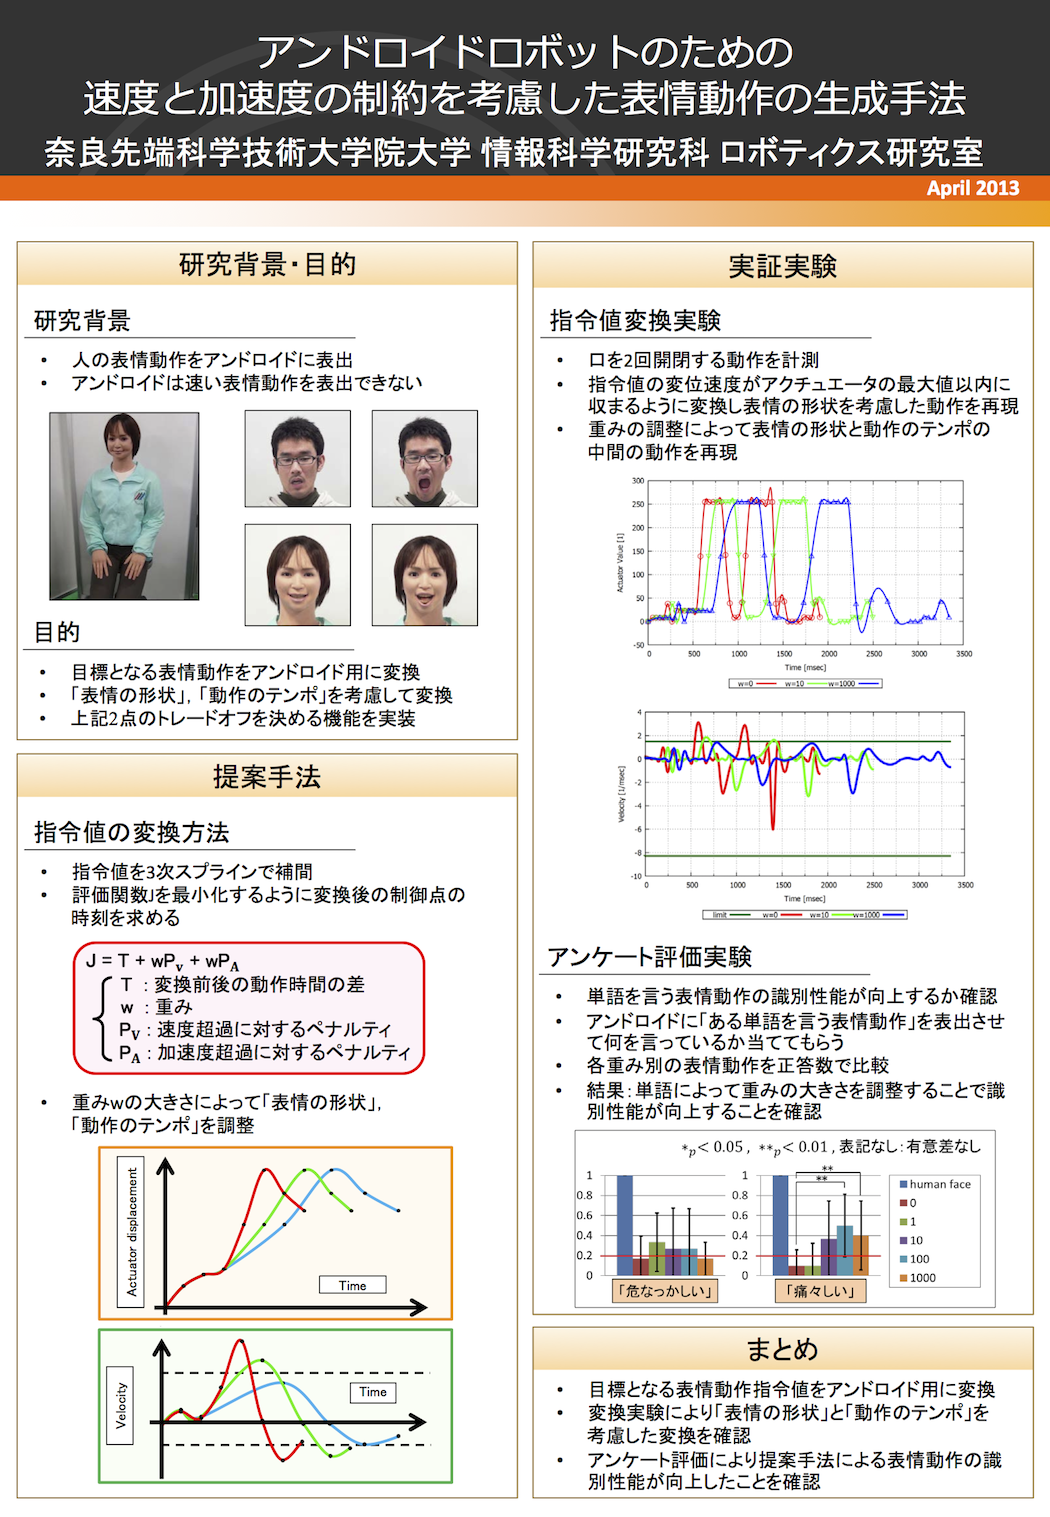 アンドロイドロボットのための
速度と加速度の制約を考慮した表情動作の生成手法
奈良先端科学技術大学院大学 情報科学研究科 ロボティクス研究室
April 2013
研究背景・目的
研究背景
• 人の表情動作をアンドロイドに表出
• アンドロイドは速い表情動作を表出できない
目的
• 目標となる表情動作をアンドロイド用に変換
• 「表情の形状」，「動作のテンポ」を考慮して変換
• 上記2点のトレードオフを決める機能を実装
提案手法
指令値の変換方法
• 指令値を3次スプラインで補間
• 評価関数Jを最小化するように変換後の制御点の
時刻を求める
J = T + wPv + wPA
T ：変換前後の動作時間の差
w ：重み
PV：速度超過に対するペナルティ
PA：加速度超過に対するペナルティ
• 重みwの大きさによって「表情の形状」，
「動作のテンポ」を調整
Actuator displacement
Time
Velocity
Time
実証実験
指令値変換実験
• 口を2回開閉する動作を計測
• 指令値の変位速度がアクチュエータの最大値以内に
収まるように変換し表情の形状を考慮した動作を再現
• 重みの調整によって表情の形状と動作のテンポの
中間の動作を再現
300
250
200
150
100
50
0
-50
Actuator Value [1]
0 500 1000 1500 2000 2500 3000 3500
Time [msec]
w=0 w=10 w=1000
4
2
0
-2
-4
-6
-8
-10
Velocity [1/msec]
0 500 1000 1500 2000 2500 3000 3500
Time [msec]
limit w=0 w=10 w=1000
アンケート評価実験
• 単語を言う表情動作の識別性能が向上するか確認
• アンドロイドに「ある単語を言う表情動作」を表出させ
て何を言っているか当ててもらう
• 各重み別の表情動作を正答数で比較
• 結果：単語によって重みの大きさを調整することで識
別性能が向上することを確認
*p< 0.05 , **p< 0.01 , 表記なし：有意差なし
1
0.8
0.6
0.4
0.2
0
「危なっかしい」
1
0.8
0.6
0.4
0.2
0
**
**
「痛々しい」
human face
0
1
10
100
1000
まとめ
• 目標となる表情動作指令値をアンドロイド用に変換
• 変換実験により「表情の形状」と「動作のテンポ」を
考慮した変換を確認
• アンケート評価により提案手法による表情動作の識
別性能が向上したことを確認